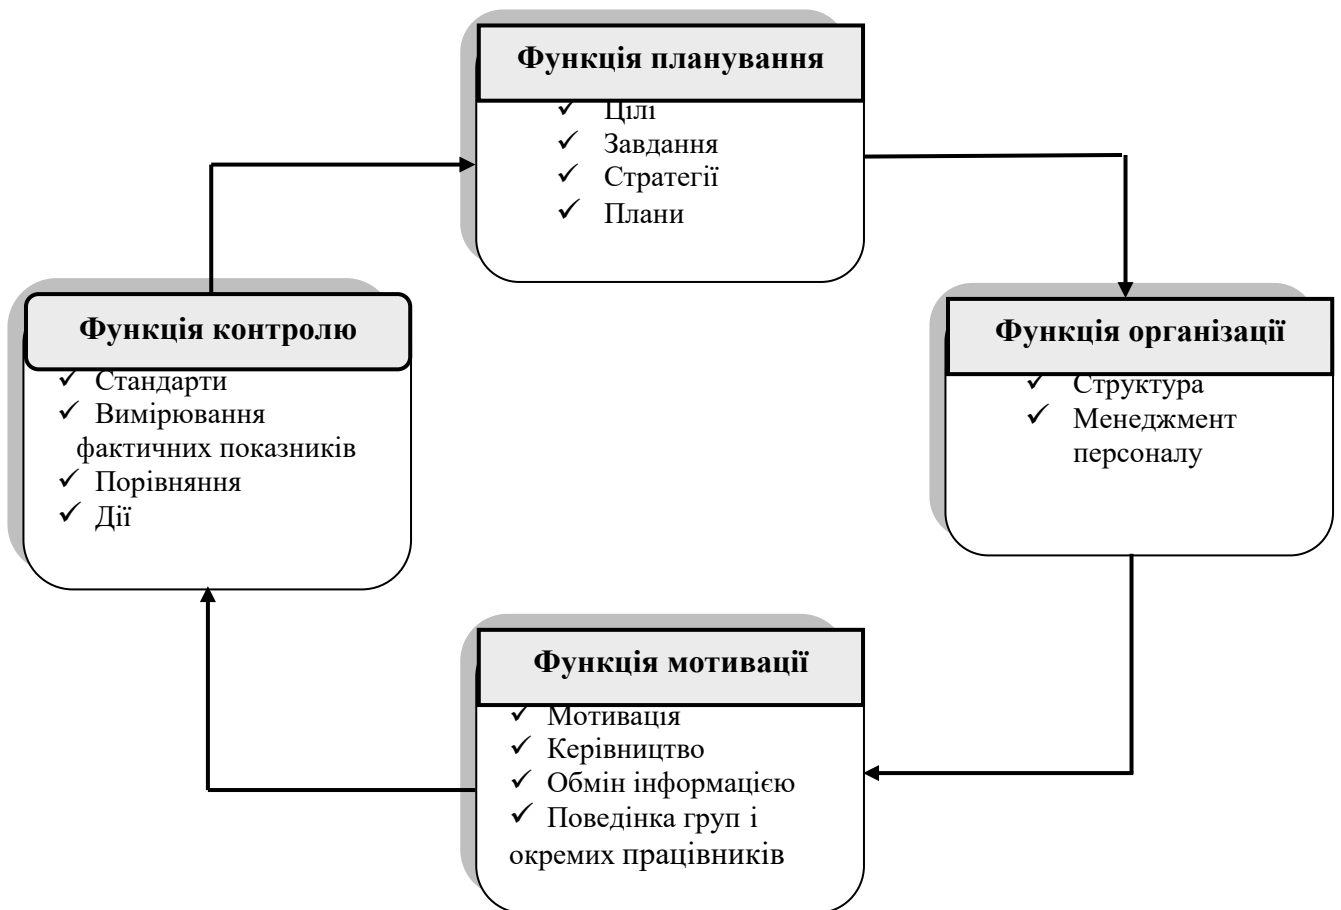 Функція планування
✓ Цілі
✓ Завдання
✓ Стратегії
✓ Плани
Функція контролю
✓ Стандарти
✓ Вимірювання
фактичних показників
✓ Порівняння
✓ Дії
Функція організації
✓ Структура
✓ Менеджмент
персоналу
Функція мотивації
✓ Мотивація
✓ Керівництво
✓ Обмін інформацією
✓ Поведінка груп і
окремих працівників